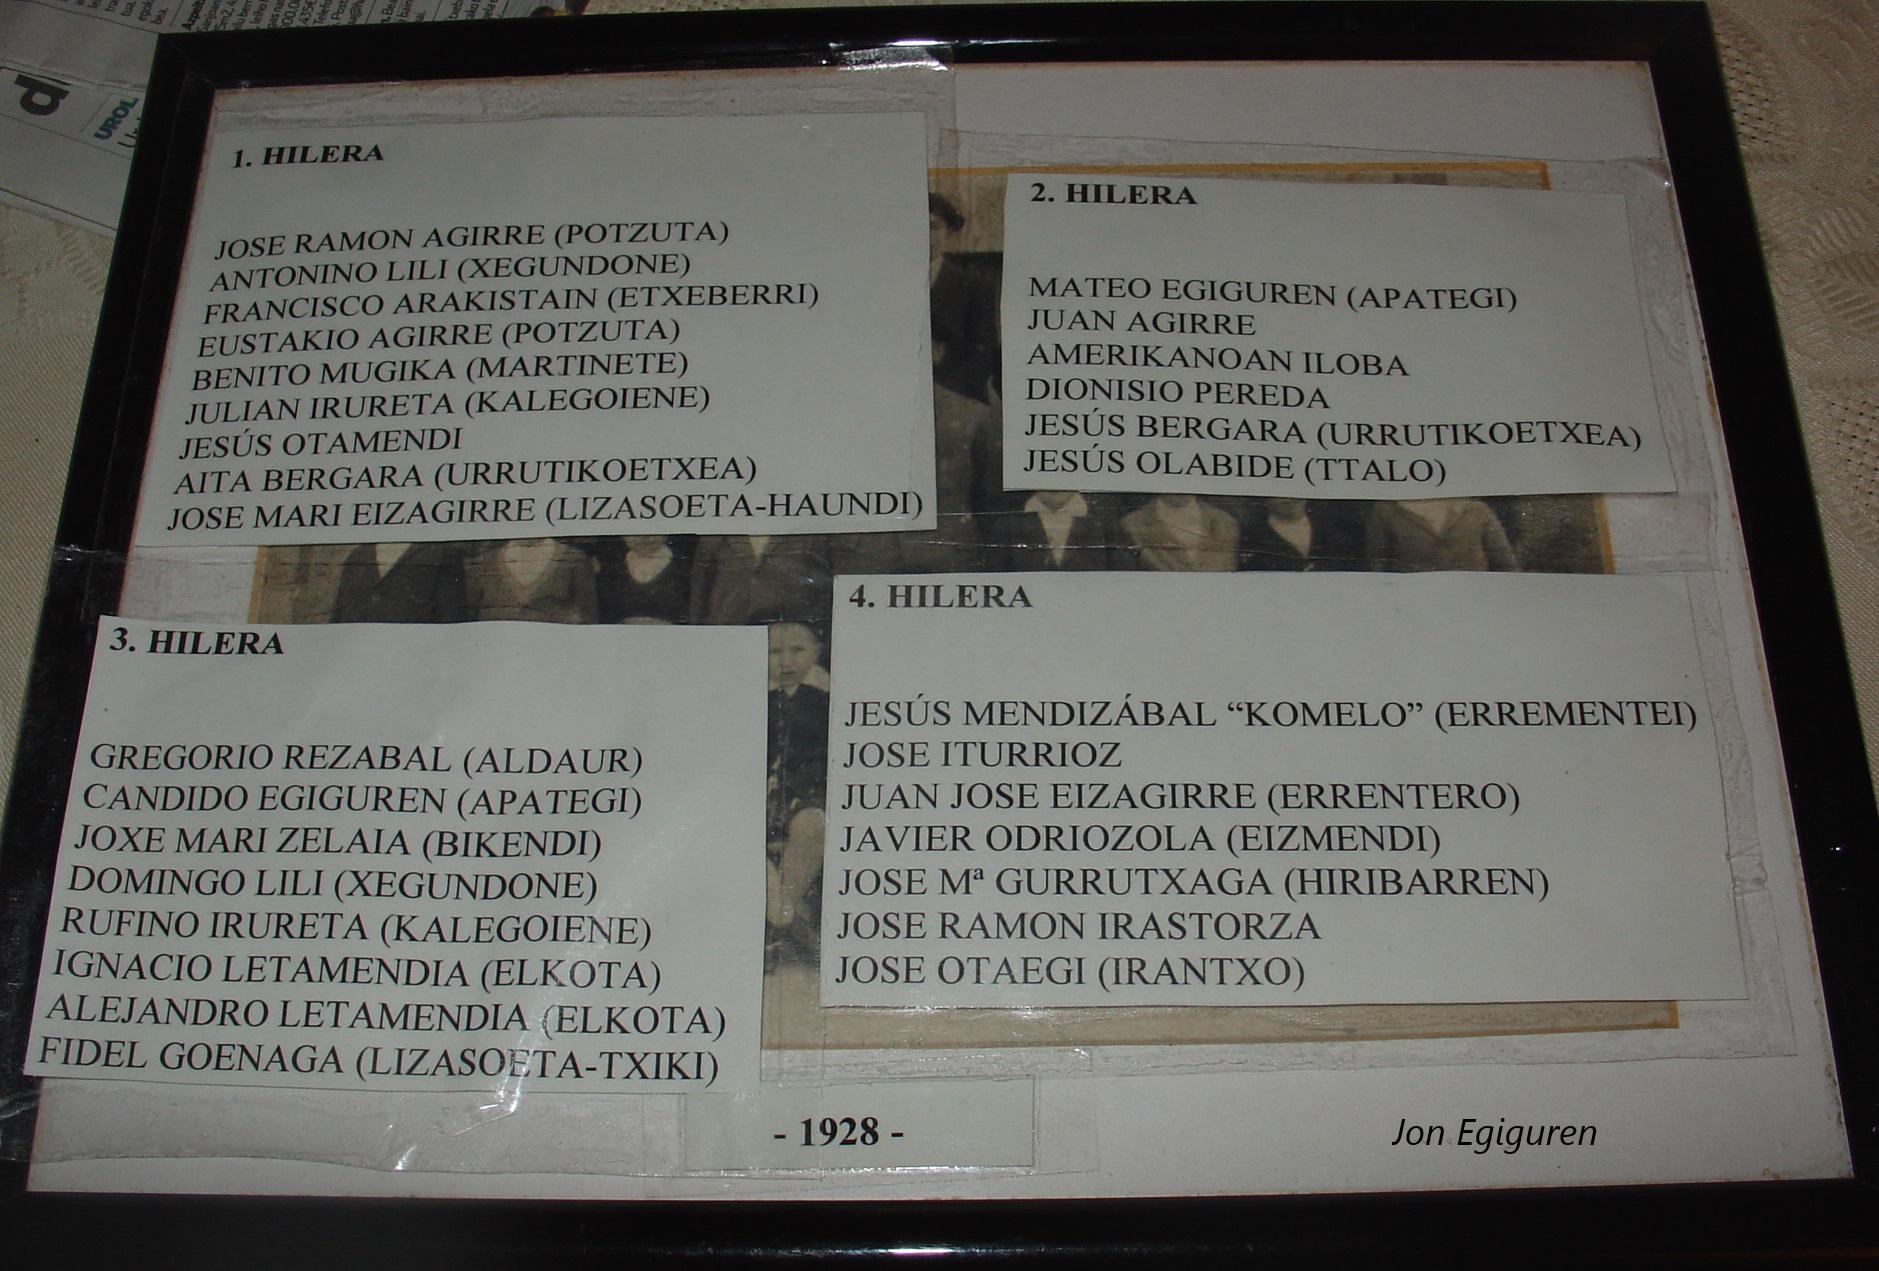 d
UROL
1. HILERA
JOSE RAMON AGIRRE (POTZUTA)
ANTONINO LILI (XEGUNDONE)
FRANCISCO ARAKISTAIN (ETXEBERRI)
EUSTAKIO AGIRRE (POTZUTA)
BENITO MUGIKA (MARTINETE)
JULIAN IRURETA (KALEGOIENE)
JESÚS OTAMENDI
AITA BERGARA (URRUTIKOETXEA)
JOSE MARI EIZAGIRRE (LIZASOETA-HAUNDI)
2. HILERA
MATEO EGIGUREN (APATEGI)
JUAN AGIRRE
AMERIKANOAN ILOBA
DIONISIO PEREDA
JESÚS BERGARA (URRUTIKOETXEA)
JESÚS OLABIDE (TTALO)
3. HILERA
GREGORIO REZABAL (ALDAUR)
CANDIDO EGIGUREN (APATEGI)
JOXE MARI ZELAIA (BIKENDI)
DOMINGO LILI (XEGUNDONE)
RUFINO IRURETA (KALEGOIENE)
IGNACIO LETAMENDIA (ELKOTA)
ALEJANDRO LETAMENDIA (ELKOTA)
FIDEL GOENAGA (LIZASOETA-TXIKI)
4. HILERA
JESÚS MENDIZÁBAL “KOMELO” (ERREMENTEI)
JOSE ITURRIOZ
JUAN JOSE EIZAGIRRE (ERRENTERO)
JAVIER ODRIOZOLA (EIZMENDI)
JOSE Mª GURRUTXAGA (HIRIBARREN)
JOSE RAMON IRASTORZA
JOSE OTAEGI (IRANTXO)
- 1928 -
Jon Egiguren